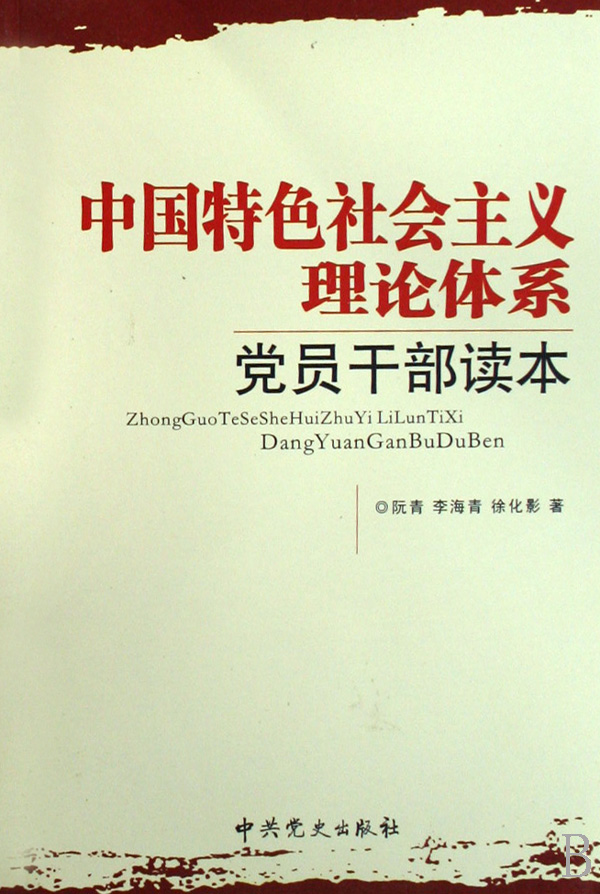 中国特色社会主义
理论体系
党员干部读本
ZhongGuoTeSeSheHuiZhuYi LiLunTiXi
DangYuanGanBuDuBen
◎阮青 李海青 徐化影 著
中共党史出版社
B